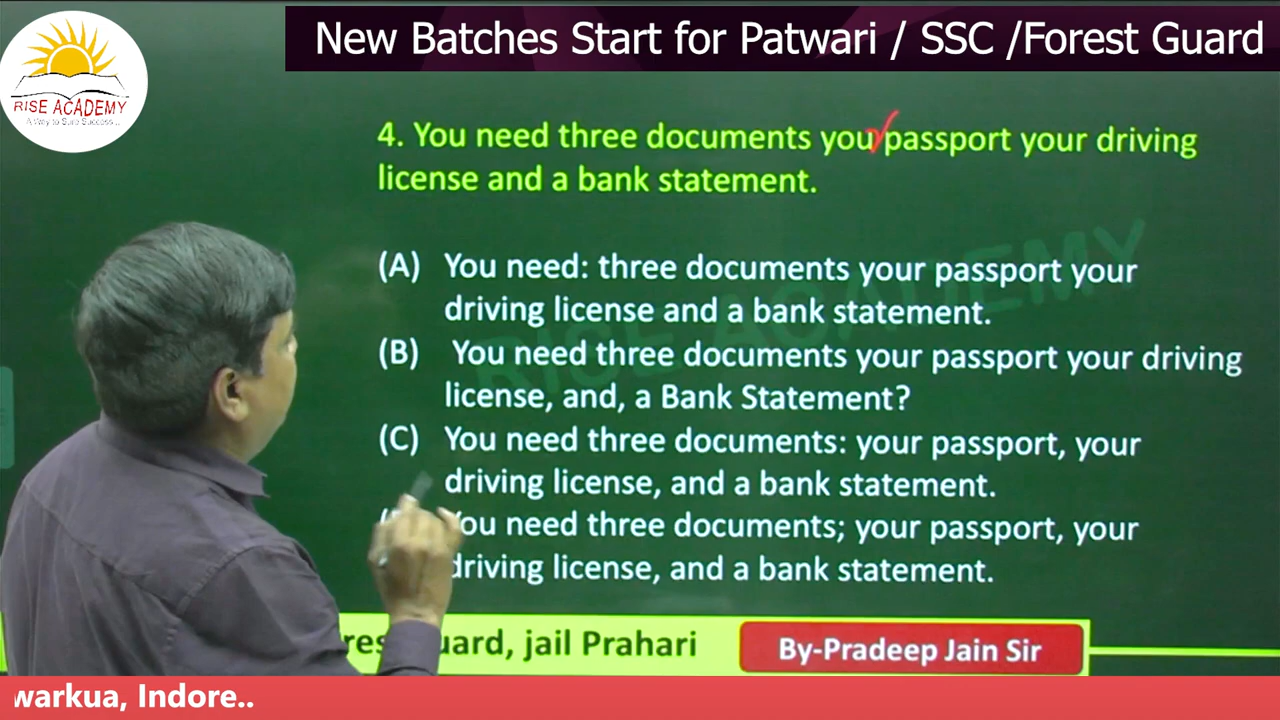 New Batches Start for Patwari / SSC /Forest Guard
RISE ACADEMY
A Way to Sure Success...
4. You need three documents you passport your driving
license and a bank statement.
RISE ACADEMY
(A) You need: three documents your passport your
driving license and a bank statement.
(B) You need three documents your passport your driving
license, and, a Bank Statement?
(C) You need three documents: your passport, your
driving license, and a bank statement.
You need three documents; your passport, your
driving license, and a bank statement.
Guard, jail Prahari
By-Pradeep Jain Sir
warkua, Indore..